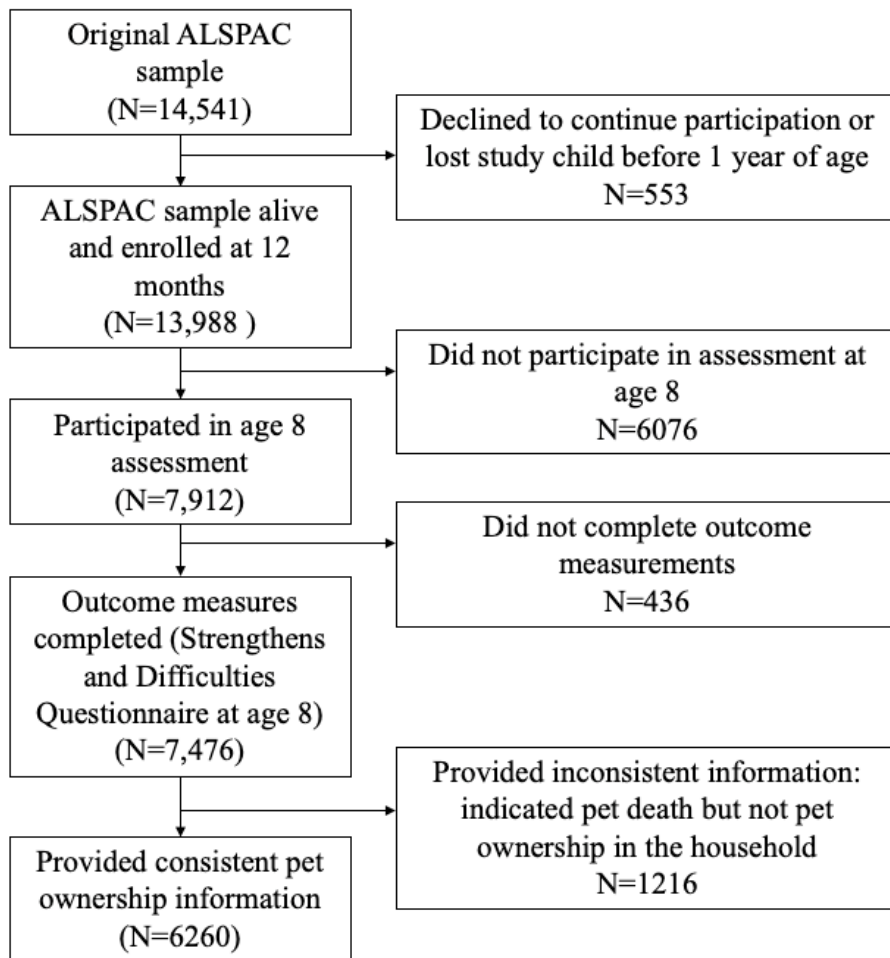 Original ALSPAC
sample
(N=14,541)
Declined to continue participation or
lost study child before 1 year of age
N=553
ALSPAC sample alive
and enrolled at 12
months
(N=13,988 )
Did not participate in assessment at
age 8
N=6076
Participated in age 8
assessment
(N=7,912)
Did not complete outcome
measurements
N=436
Outcome measures
completed (Strengthens
and Difficulties
Questionnaire at age 8)
(N=7,476)
Provided inconsistent information:
indicated pet death but not pet
ownership in the household
N=1216
Provided consistent pet
ownership information
(N=6260)